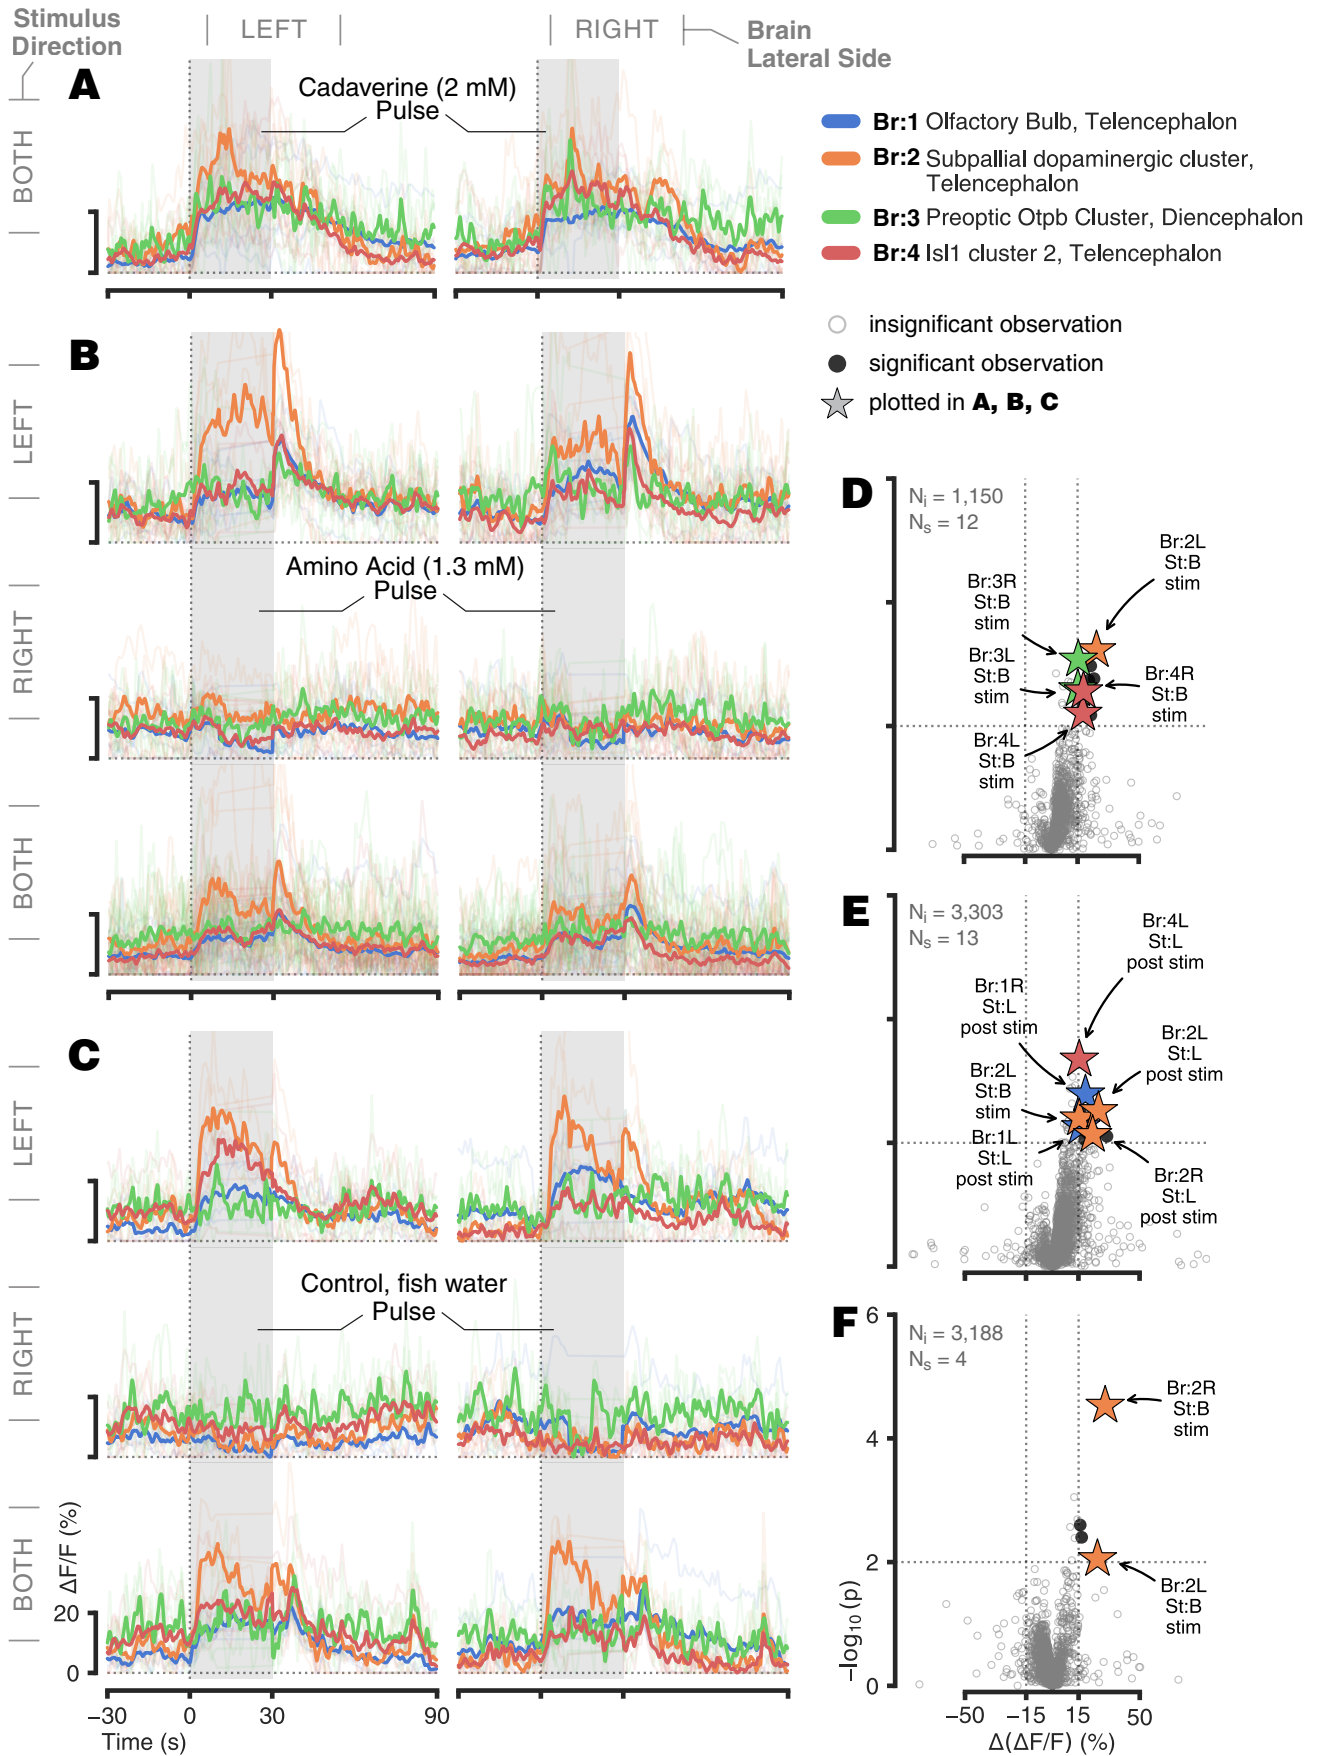 Stimulus
Direction
LEFT
RIGHT
Brain
Lateral Side
A
Cadaverine (2 mM)
Pulse
BOTH
Br:1 Olfactory Bulb, Telencephalon
Br:2 Subpallial dopaminergic cluster,
Telencephalon
Br:3 Preoptic Otpb Cluster, Diencephalon
Br:4 Isl1 cluster 2, Telencephalon
insignificant observation
significant observation
plotted in A, B, C
B
LEFT
Amino Acid (1.3 mM)
Pulse
RIGHT
BOTH
C
LEFT
Control, fish water
Pulse
RIGHT
BOTH
ΔF/F (%)
20
0
−30
0
30
90
Time (s)
D
Ni = 1,150
Ns = 12
Br:2L
St:B
stim
Br:3R
St:B
stim
Br:3L
St:B
stim
Br:4R
St:B
stim
Br:4L
St:B
stim
E
Ni = 3,303
Ns = 13
Br:4L
St:L
post stim
Br:1R
St:L
post stim
Br:2L
St:L
post stim
Br:2L
St:B
stim
Br:1L
St:L
post stim
Br:2R
St:L
post stim
F
6
Ni = 3,188
Ns = 4
Br:2R
St:B
stim
4
2
Br:2L
St:B
stim
−log10 (p)
0
−50
−15
15
50
Δ(ΔF/F) (%)